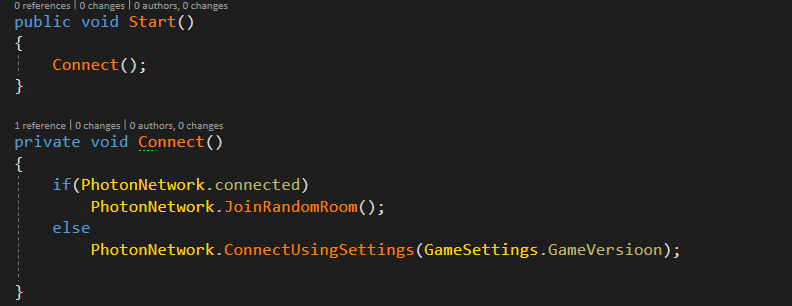 0 references | 0 changes | 0 authors, 0 changes
public void Start()
{
Connect();
}
1 reference | 0 changes | 0 authors, 0 changes
private void Connect()
{
if(PhotonNetwork.connected)
PhotonNetwork.JoinRandomRoom();
else
PhotonNetwork.ConnectUsingSettings(GameSettings.GameVersioon);
}